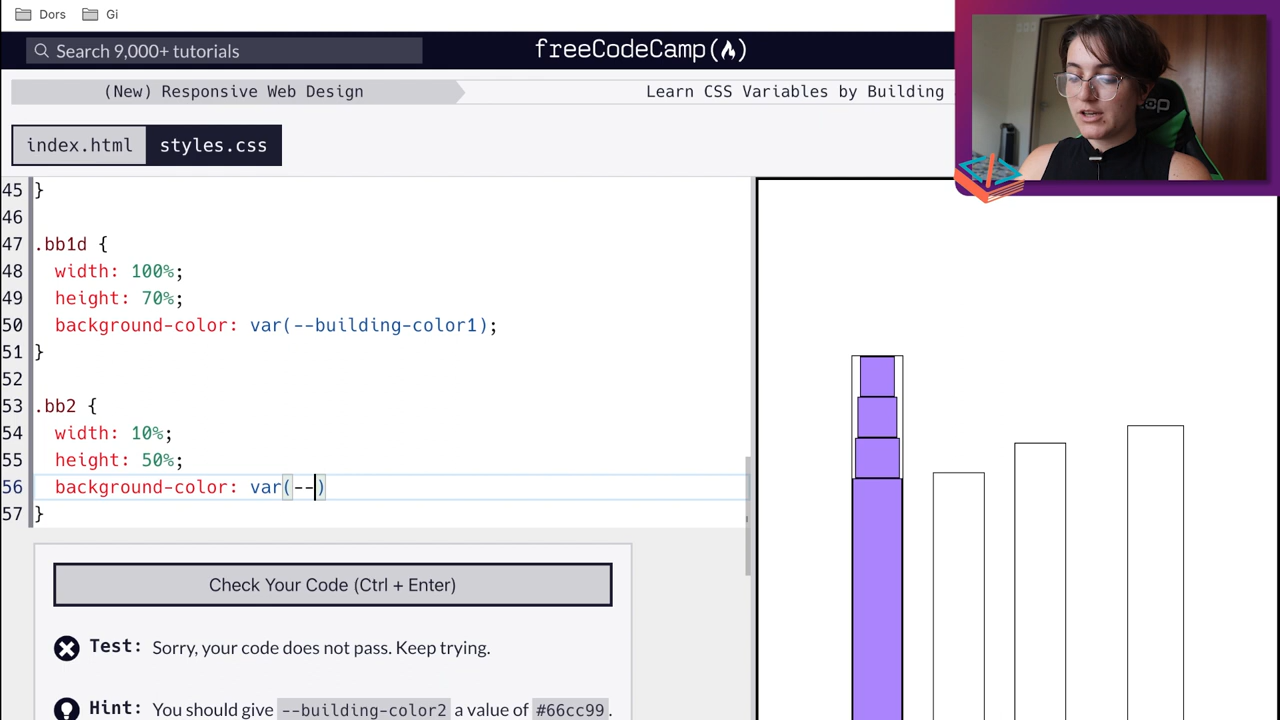 Dors Gi
Search 9,000+ tutorials
freeCodeCamp
(New) Responsive Web Design
Learn CSS Variables by Building
index.html
styles.css
45 }
46
47 .bb1d {
48 width: 100%;
49 height: 70%;
50 background-color: var(--building-color1);
51 }
52
53 .bb2 {
54 width: 10%;
55 height: 50%;
56 background-color: var(--)
57 }
Check Your Code (Ctrl + Enter)
Test: Sorry, your code does not pass. Keep trying.
Hint: You should give --building-color2 a value of #66cc99.